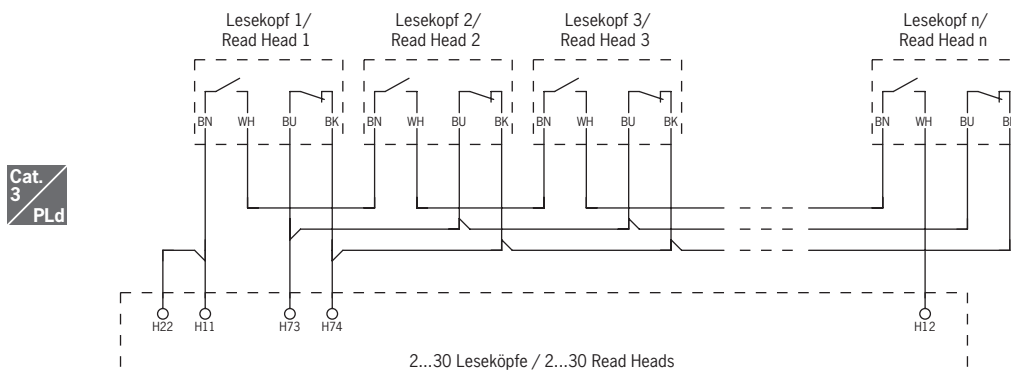 Lesekopf 1/
Read Head 1
Lesekopf 2/
Read Head 2
Lesekopf 3/
Read Head 3
Lesekopf n/
Read Head n
BN WH BU BK BN WH BU BK BN WH BU BK BN WH BU
Cat.
3
PLd
H22 H11 H73 H74 H12
2...30 Leseköpfe / 2...30 Read Heads